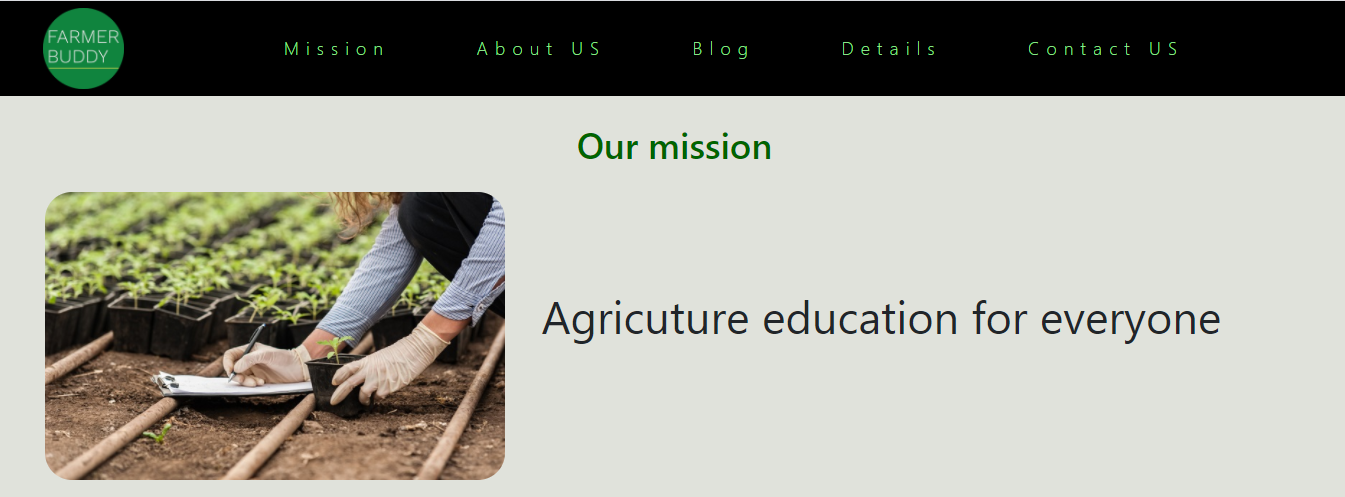 FARMER
BUDDY
Mission About US Blog Details Contact US
Our mission
Agricuture education for everyone